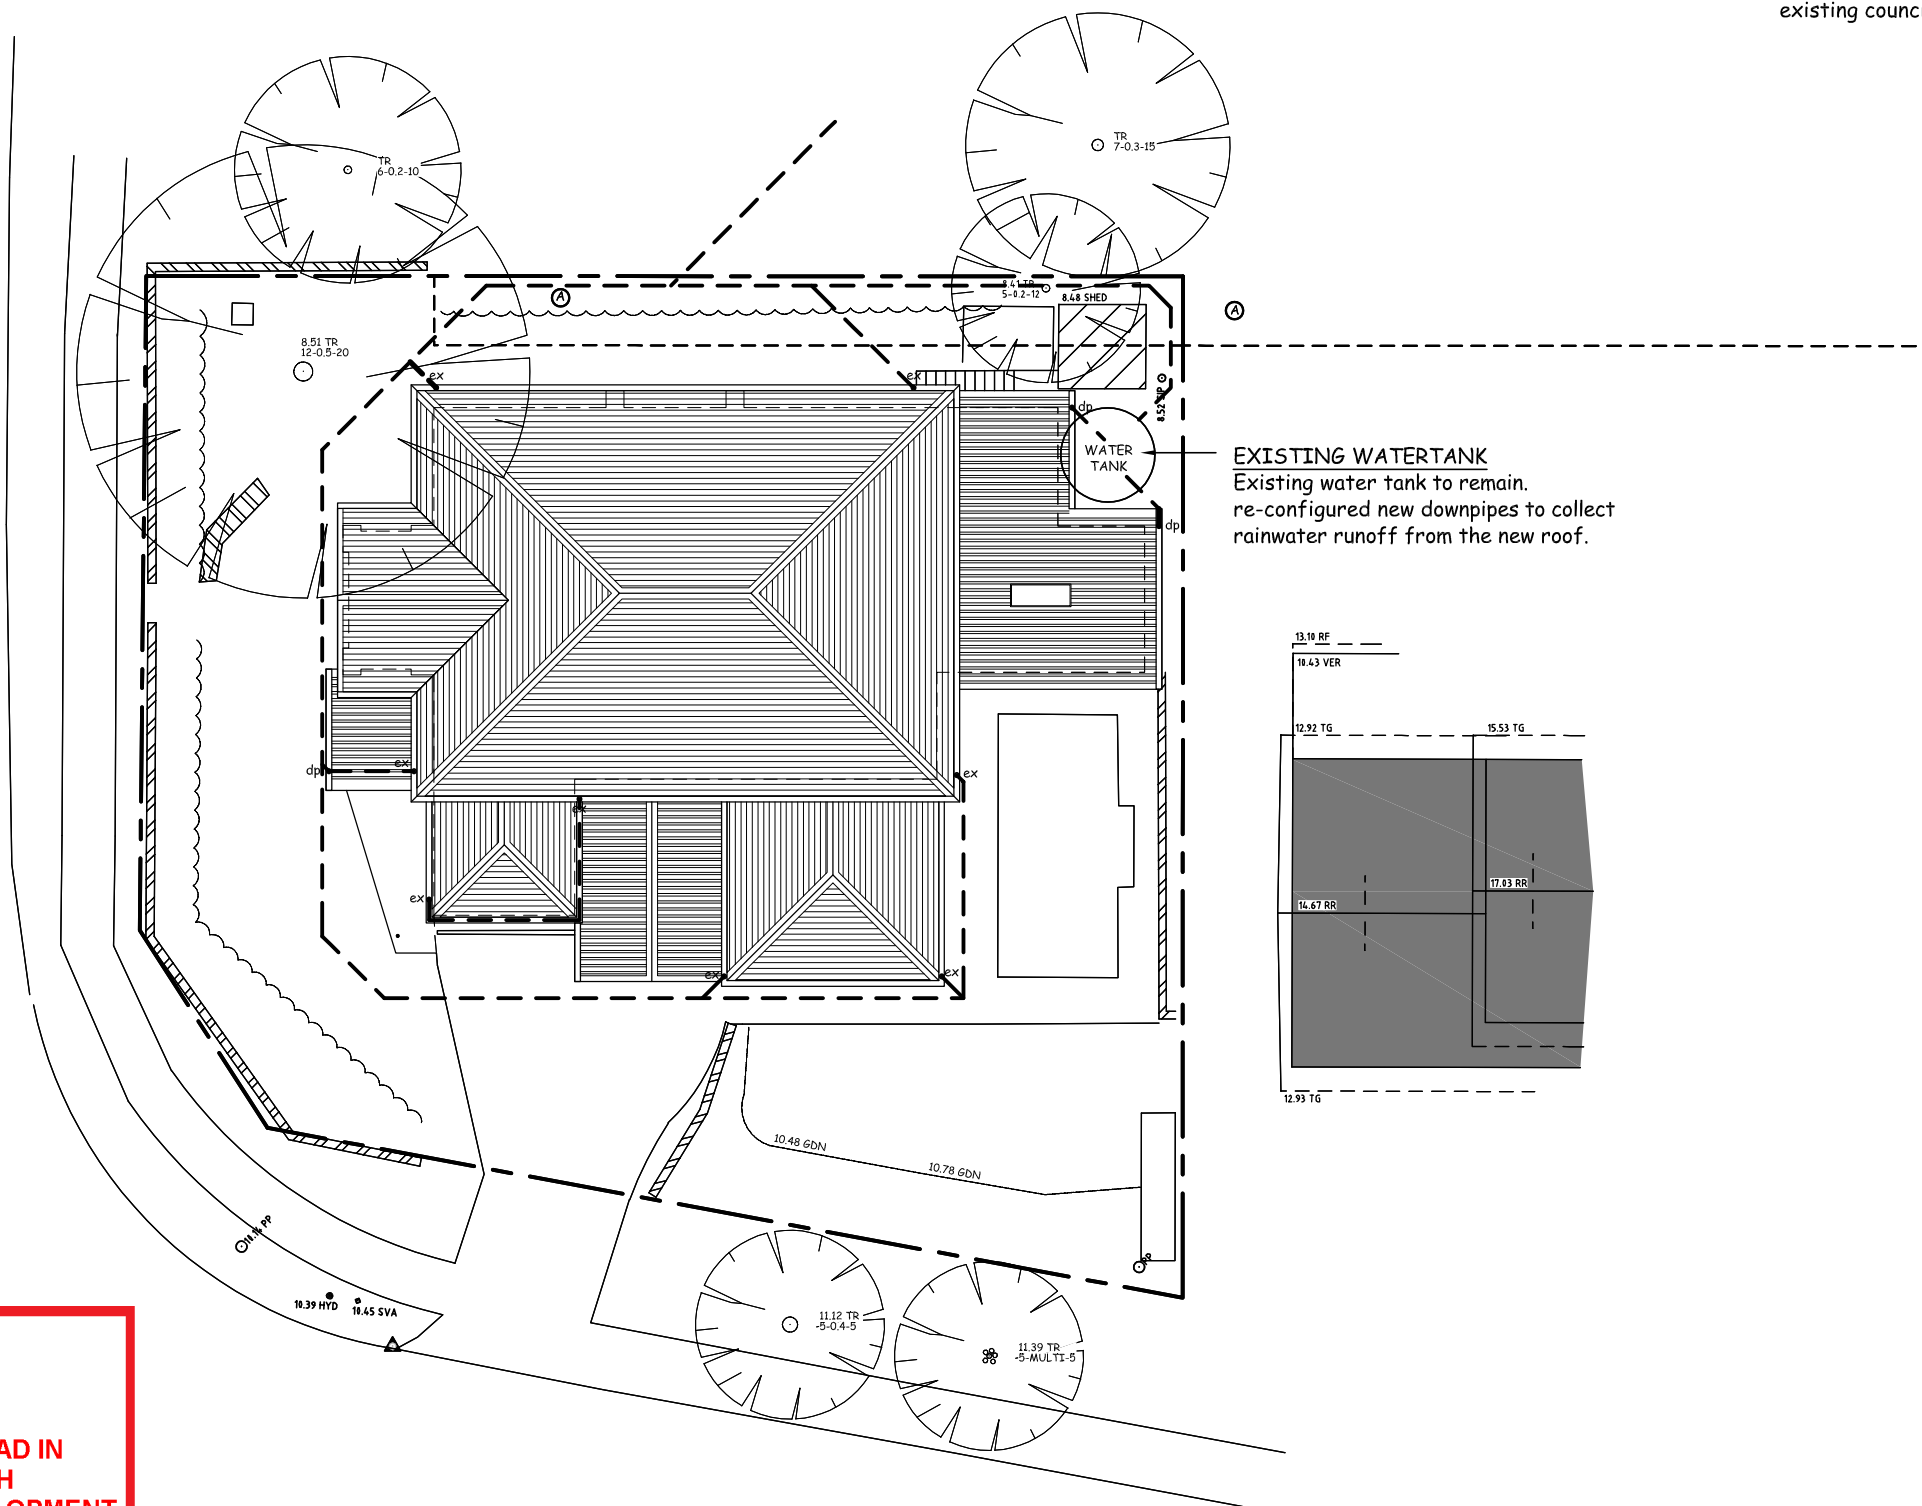 existing counc
TR
6-0.2-10
TR
7-0.3-15
A
8.41 TR
5-0.2-12
8.48 SHED
A
8.51 TR
12-0.5-20
ex
ex
dp
WATER
TANK
EXISTING WATERTANK
Existing water tank to remain.
re-configured new downpipes to collect
rainwater runoff from the new roof.
dp
13.10 RF
10.43 VER
12.92 TG
15.53 TG
dp
ex
ex
ex
ex
17.03 RR
14.67 RR
ex
ex
12.93 TG
10.48 GDN
10.78 GDN
10.14 PP
PP
10.39 HYD
10.45 SVA
11.12 TR
-5-0.4-5
11.39 TR
-5-MULTI-5
AD IN
H
OPMENT